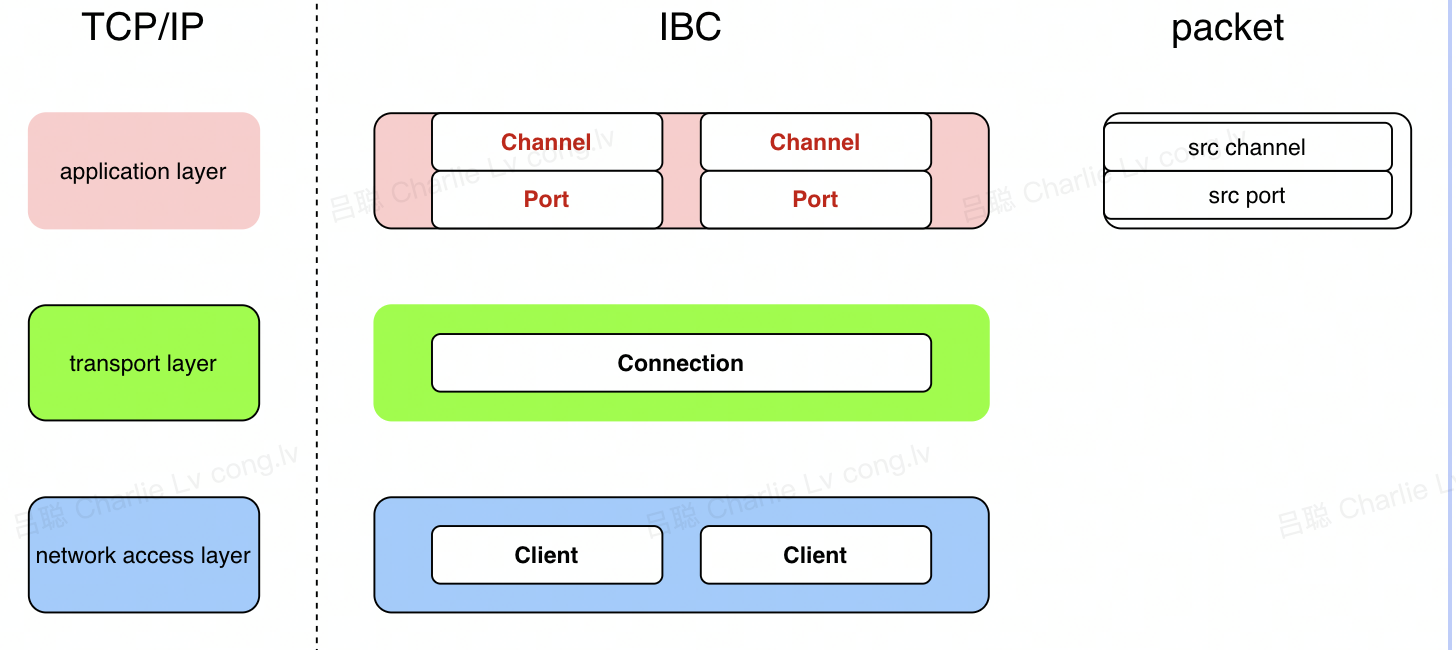 TCP/IP
IBC
packet
application layer
Channel
Channel
src channel
Port
Port
src port
transport layer
Connection
network access layer
Client
Client
吕聪 Charlie Lv cong.lv
吕聪 Charlie Lv cong.lv
吕聪 Charlie Lv cong.lv
吕聪 Charlie Lv cong.lv
吕聪 Charlie Lv